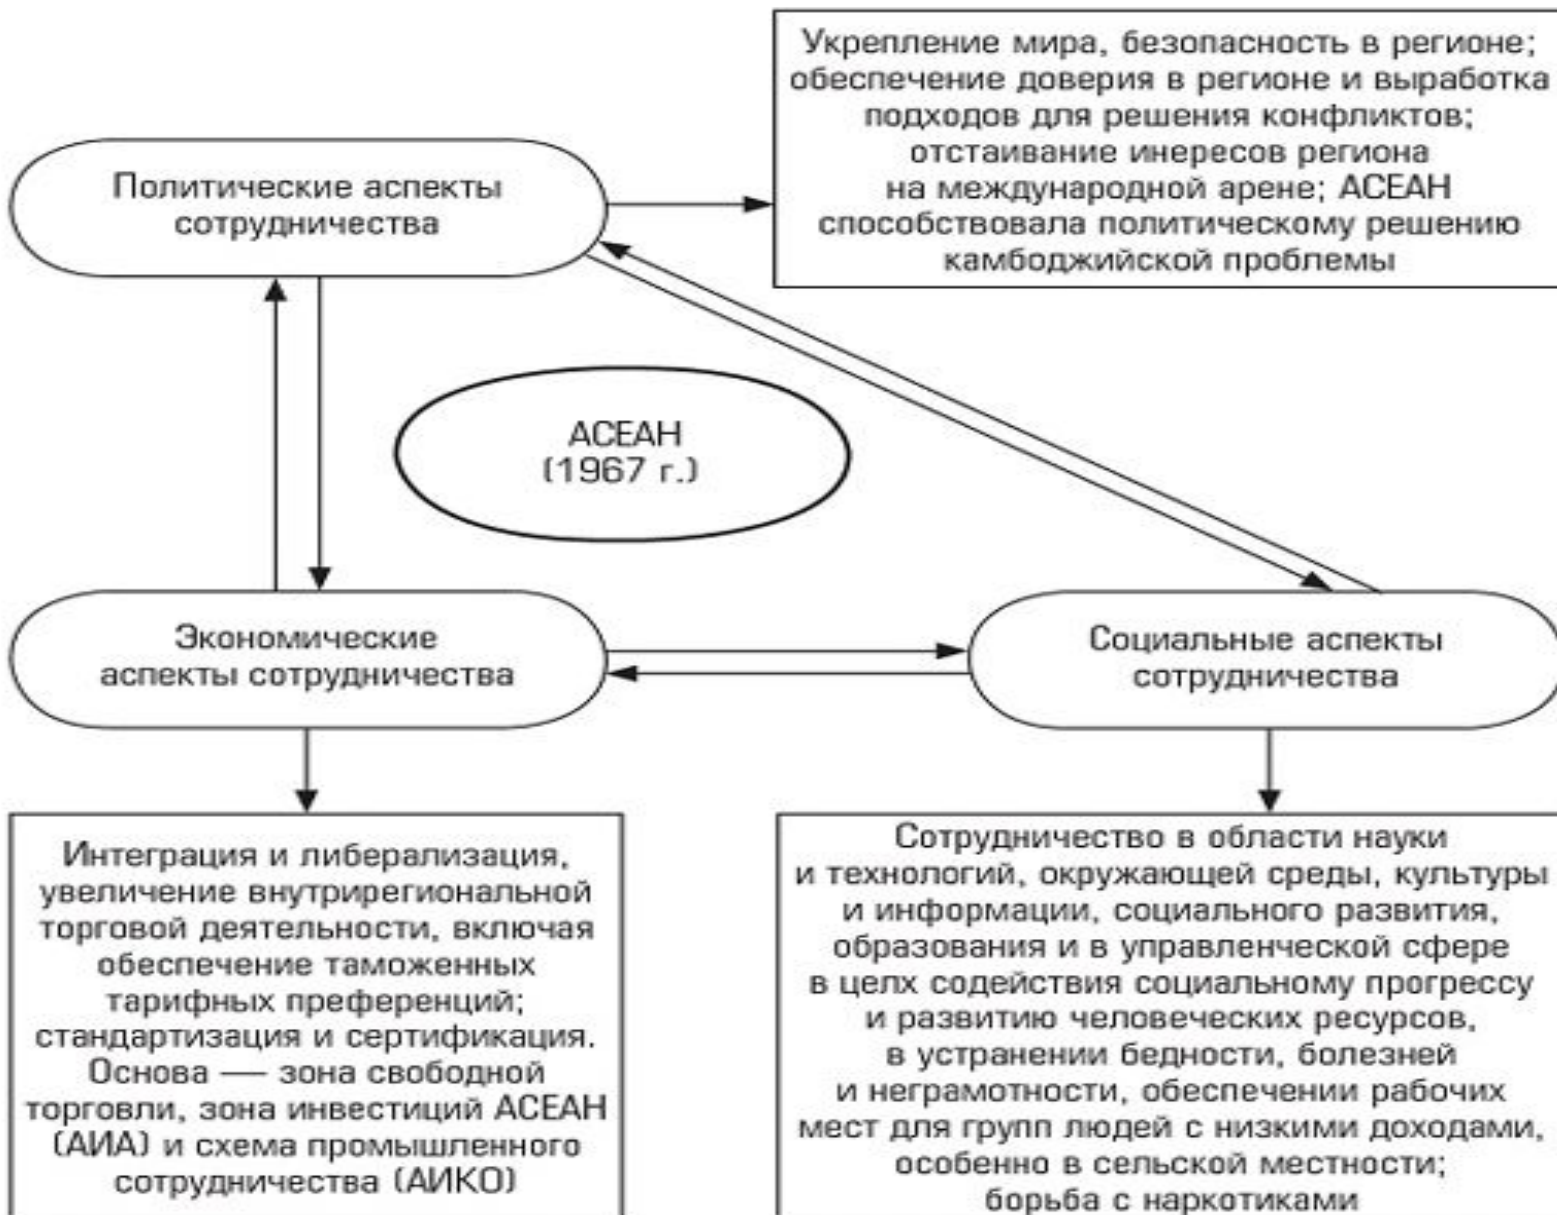 Укрепление мира, безопасность в регионе;
обеспечение доверия в регионе и выработка
подходов для решения конфликтов;
отстаивание инересов региона
на международной арене; АСЕАН
способствовала политическому решению
камбоджийской проблемы
Политические аспекты
сотрудничества
АСЕАН
(1967 г.)
Экономические
аспекты сотрудничества
Социальные аспекты
сотрудничества
Интеграция и либерализация,
увеличение внутрирегиональной
торговой деятельности, включая
обеспечение таможенных
тарифных преференций;
стандартизация и сертификация.
Основа — зона свободной
торговли, зона инвестиций АСЕАН
(АИА) и схема промышленного
сотрудничества (АИКО)
Сотрудничество в области науки
и технологий, окружающей среды, культуры
и информации, социального развития,
образования и в управленческой сфере
в целх содействия социальному прогрессу
и развитию человеческих ресурсов,
в устранении бедности, болезней
и неграмотности, обеспечении рабочих
мест для групп людей с низкими доходами,
особенно в сельской местности;
борьба с наркотиками